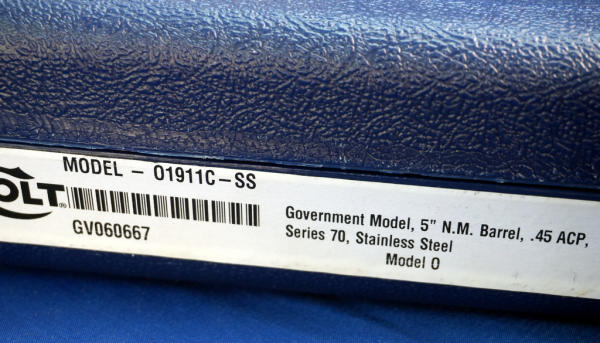 MODEL - O1911C-SS
OLT®
GV060667
Government Model, 5" N.M. Barrel, .45 ACP,
Series 70, Stainless Steel
Model O